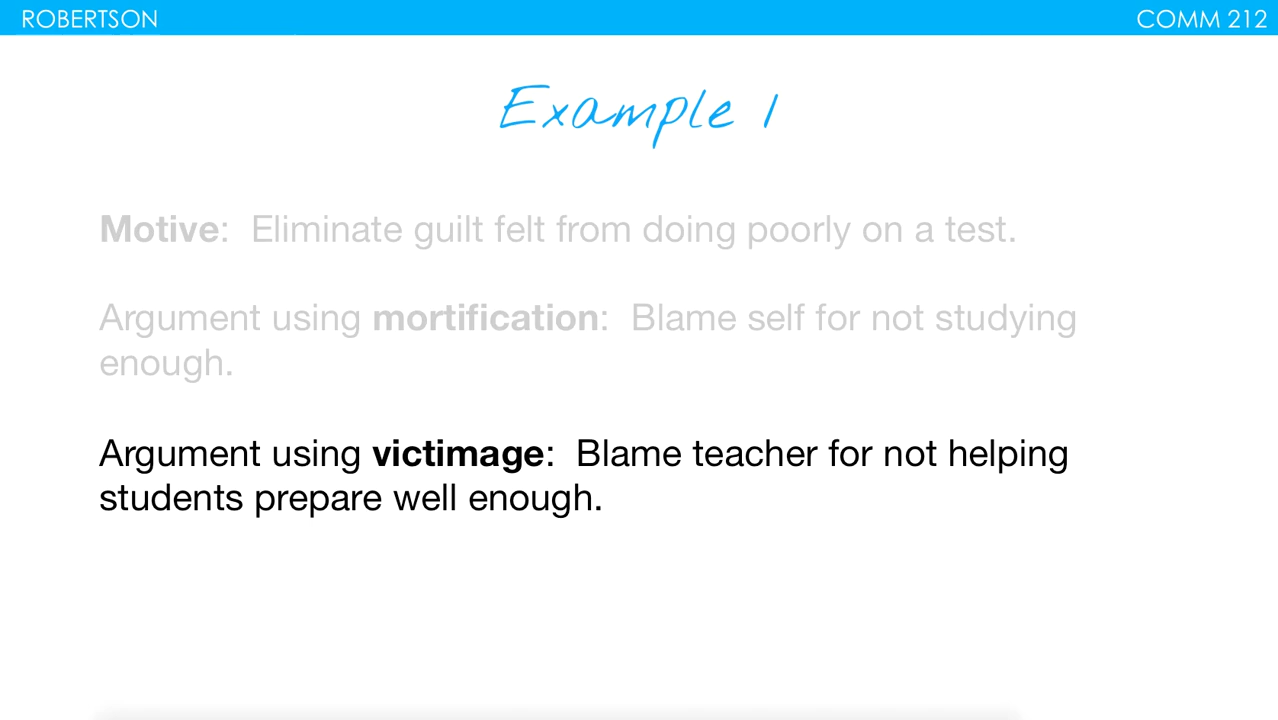 ROBERTSON COMM 212
Example 1
Motive: Eliminate guilt felt from doing poorly on a test.
Argument using mortification: Blame self for not studying
enough.
Argument using victimage: Blame teacher for not helping
students prepare well enough.